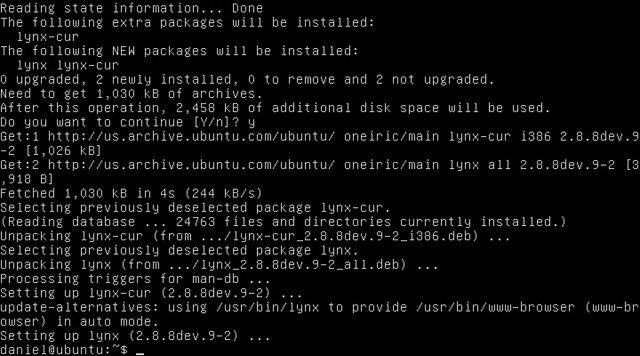 Reading state information... Done
The following extra packages will be installed:
  lynx-cur
The following NEW packages will be installed:
  lynx lynx-cur
0 upgraded, 2 newly installed, 0 to remove and 2 not upgraded.
Need to get 1,030 kB of archives.
After this operation, 2,458 kB of additional disk space will be used.
Do you want to continue [Y/n]? y
Get:1 http://us.archive.ubuntu.com/ubuntu/ oneiric/main lynx-cur i386 2.8.8dev.9
-2 [1,026 kB]
Get:2 http://us.archive.ubuntu.com/ubuntu/ oneiric/main lynx all 2.8.8dev.9-2 [3
,918 B]
Fetched 1,030 kB in 4s (244 kB/s)
Selecting previously deselected package lynx-cur.
(Reading database ... 24763 files and directories currently installed.)
Unpacking lynx-cur (from .../lynx-cur_2.8.8dev.9-2_i386.deb) ...
Selecting previously deselected package lynx.
Unpacking lynx (from .../lynx_2.8.8dev.9-2_all.deb) ...
Processing triggers for man-db ...
Setting up lynx-cur (2.8.8dev.9-2) ...
update-alternatives: using /usr/bin/lynx to provide /usr/bin/www-browser (www-br
owser) in auto mode.
Setting up lynx (2.8.8dev.9-2) ...
daniel@ubuntu:~$ _